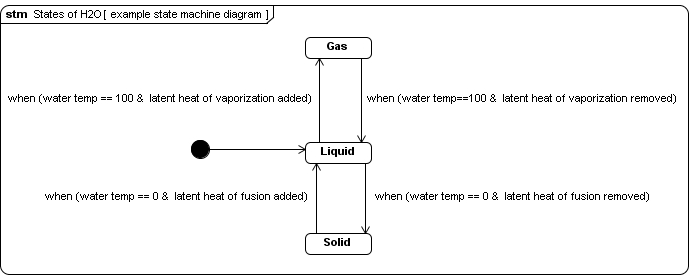 stm States of H2O [ example state machine diagram ]
Gas
when (water temp == 100 & latent heat of vaporization added)
when (water temp==100 & latent heat of vaporization removed)
Liquid
when (water temp == 0 & latent heat of fusion added)
when (water temp == 0 & latent heat of fusion removed)
Solid